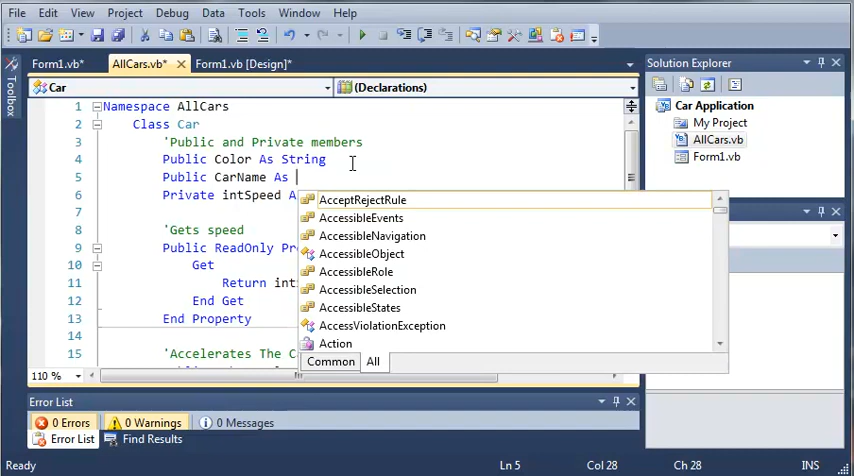 File Edit View Project Debug Data Tools Window Help
Form1.vb* AllCars.vb* Form1.vb [Design]*
Toolbox
Car (Declarations)
1 Namespace AllCars
2 Class Car
3 'Public and Private members
4 Public Color As String
5 Public CarName As
6 Private intSpeed A
7
8 'Gets speed
9 Public ReadOnly Pr
10 Get
11 Return int
12 End Get
13 End Property
14
15 'Accelerates The C
AcceptRejectRule
AccessibleEvents
AccessibleNavigation
AccessibleObject
AccessibleRole
AccessibleSelection
AccessibleStates
AccessViolationException
Action
Common All
110 %
Solution Explorer
Car Application
My Project
AllCars.vb
Form1.vb
Error List
0 Errors 0 Warnings 0 Messages
Error List Find Results
Ready Ln 5 Col 28 Ch 28 INS